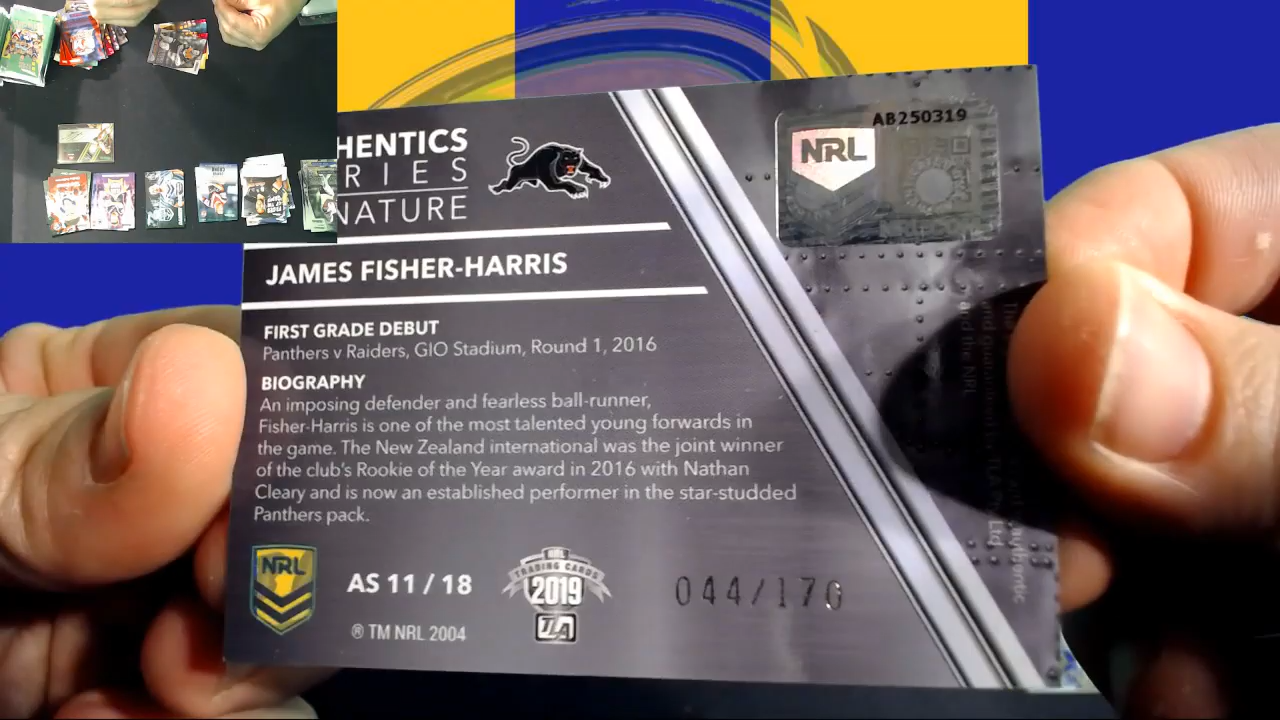 HENTICS
RIES
NATURE
AB250319
NRL
JAMES FISHER-HARRIS
FIRST GRADE DEBUT
Panthers v Raiders, GIO Stadium, Round 1, 2016
BIOGRAPHY
An imposing defender and fearless ball-runner,
Fisher-Harris is one of the most talented young forwards in
the game. The New Zealand international was the joint winner
of the club's Rookie of the Year award in 2016 with Nathan
Cleary and is now an established performer in the star-studded
Panthers pack.
NRL
AS 11 / 18
® TM NRL 2004
NRL
TRADING CARDS
2019
TLA
044/170
and the NRL